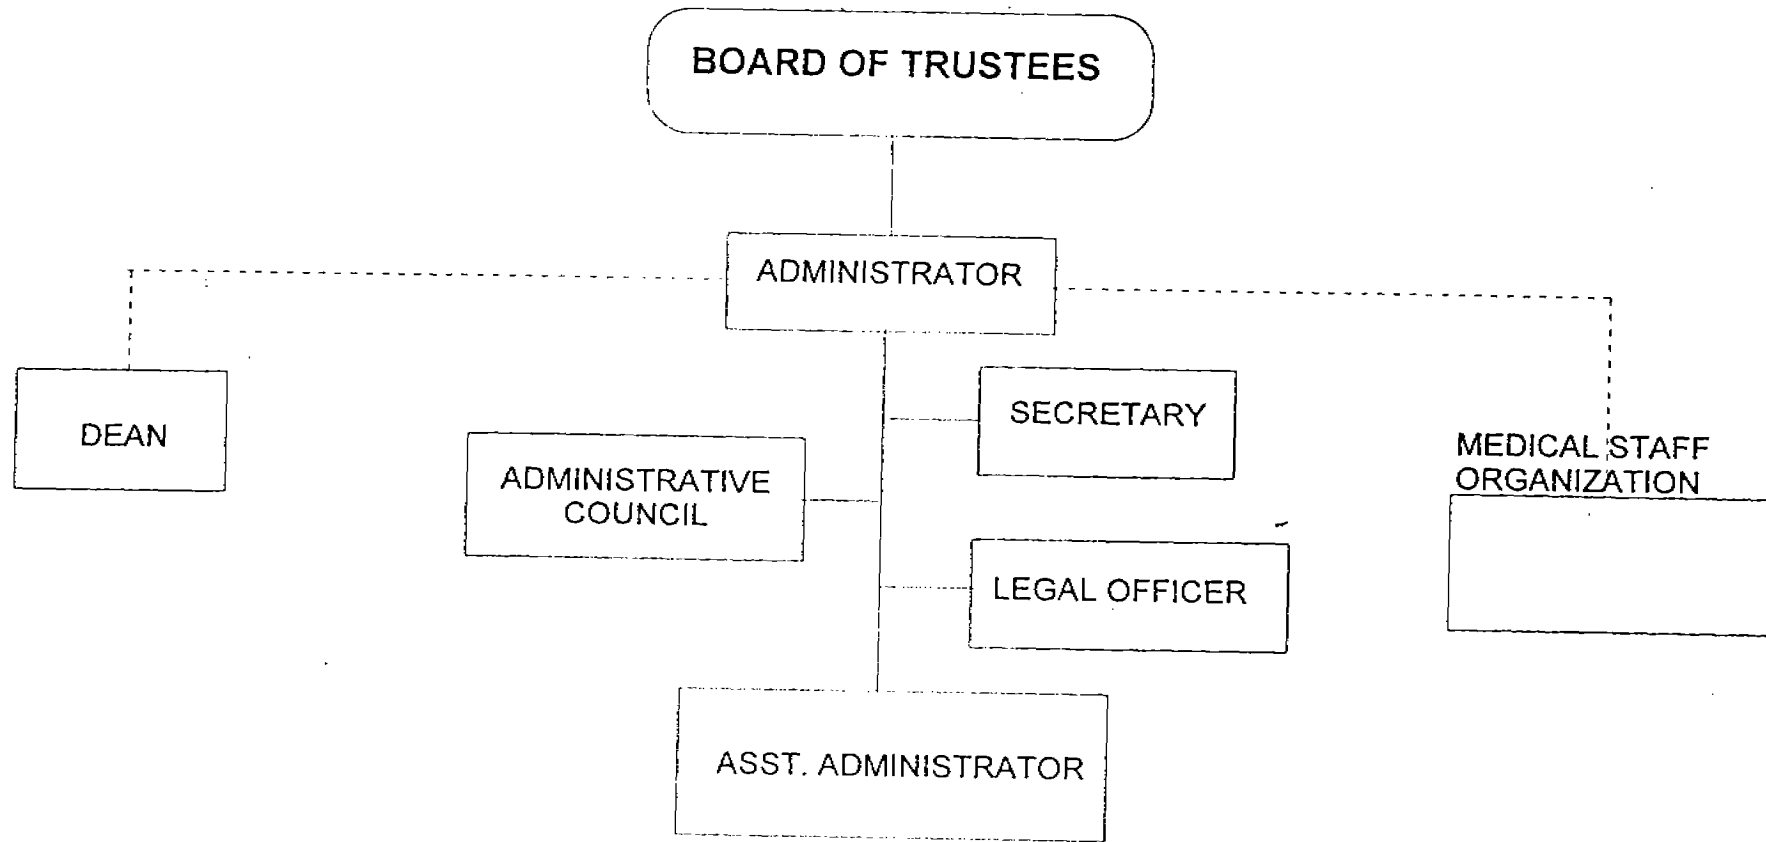 BOARD OF TRUSTEES
ADMINISTRATOR
DEAN
SECRETARY
ADMINISTRATIVE
COUNCIL
MEDICAL STAFF
ORGANIZATION
LEGAL OFFICER
ASST. ADMINISTRATOR